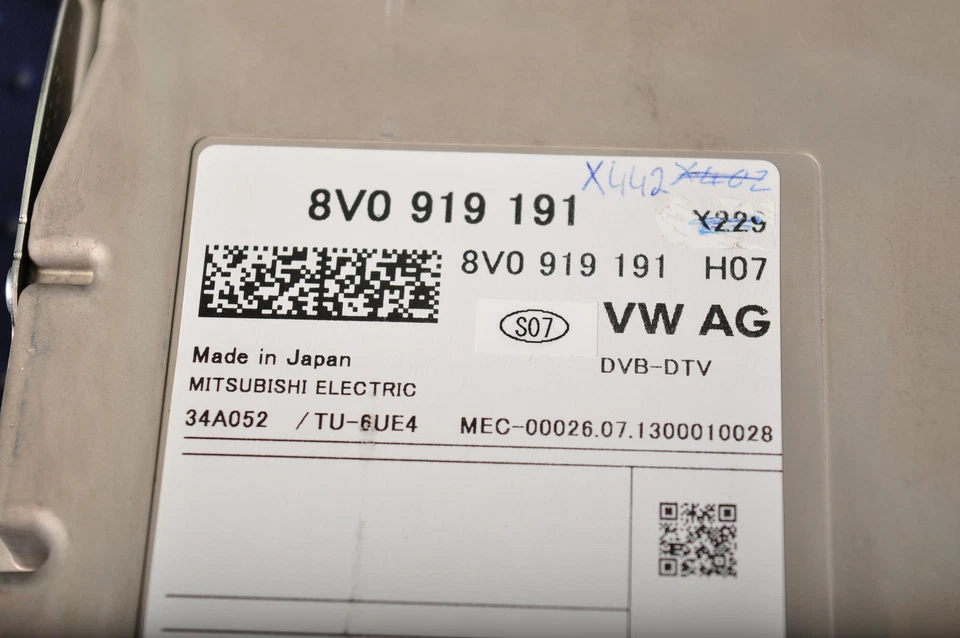 X442 X402
8V0 919 191
X229
8V0 919 191 H07
S07 VW AG
DVB-DTV
Made in Japan
MITSUBISHI ELECTRIC
34A052 /TU-6UE4 MEC-00026.07.1300010028